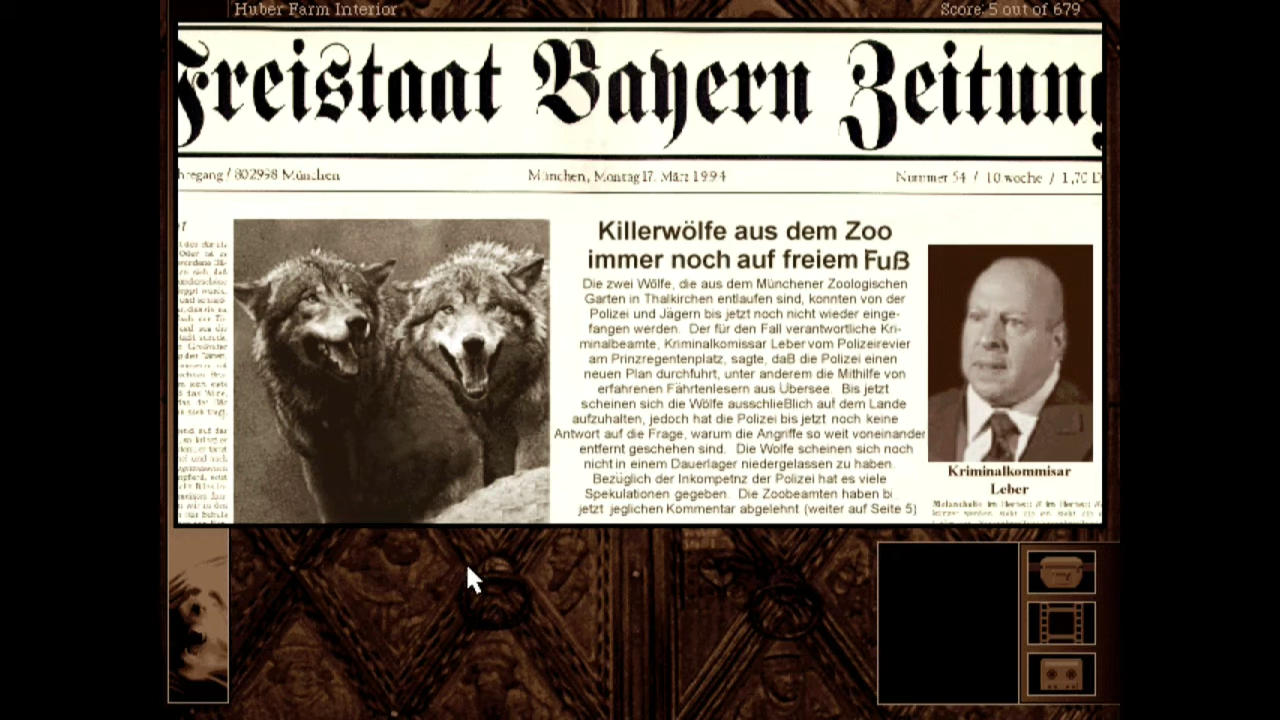 Huber Farm Interior
Score: 5 out of 679
Freistaat Bayern Zeitung
hregang / 802998 München
München, Montag 17. März 1994
Nummer 54 / 10 woche / 1,70 D
Killerwölfe aus dem Zoo
immer noch auf freiem Fuß
Die zwei Wölfe, die aus dem Münchener Zoologischen
Garten in Thalkirchen entlaufen sind, konnten von der
Polizei und Jägern bis jetzt noch nicht wieder einge-
fangen werden. Der für den Fall verantwortliche Kri-
minalbeamte, Kriminalkomissar Leber vom Polizeirevier
am Prinzregentenplatz, sagte, daß die Polizei einen
neuen Plan durchfuhrt, unter anderem die Mithilfe von
erfahrenen Fährtenlesern aus Übersee. Bis jetzt
scheinen sich die Wölfe ausschließlich auf dem Lande
aufzuhalten, jedoch hat die Polizei bis jetzt noch keine
Antwort auf die Frage, warum die Angriffe so weit voneinander
entfernt geschehen sind. Die Wolfe scheinen sich noch
nicht in einem Dauerlager niedergelassen zu haben.
Bezüglich der Inkompetnz der Polizei hat es viele
Spekulationen gegeben. Die Zoobeamten haben bi
jetzt jeglichen Kommentar abgelehnt (weiter auf Seite 5)
Kriminalkommisar
Leber